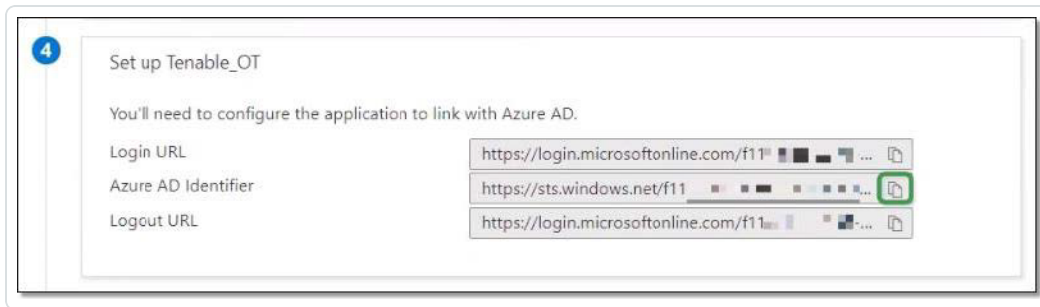 4
Set up Tenable_OT
You'll need to configure the application to link with Azure AD.
Login URL
https://login.microsoftonline.com/f11 ...
Azure AD Identifier
https://sts.windows.net/f11 ...
Logout URL
https://login.microsoftonline.com/f11 -...